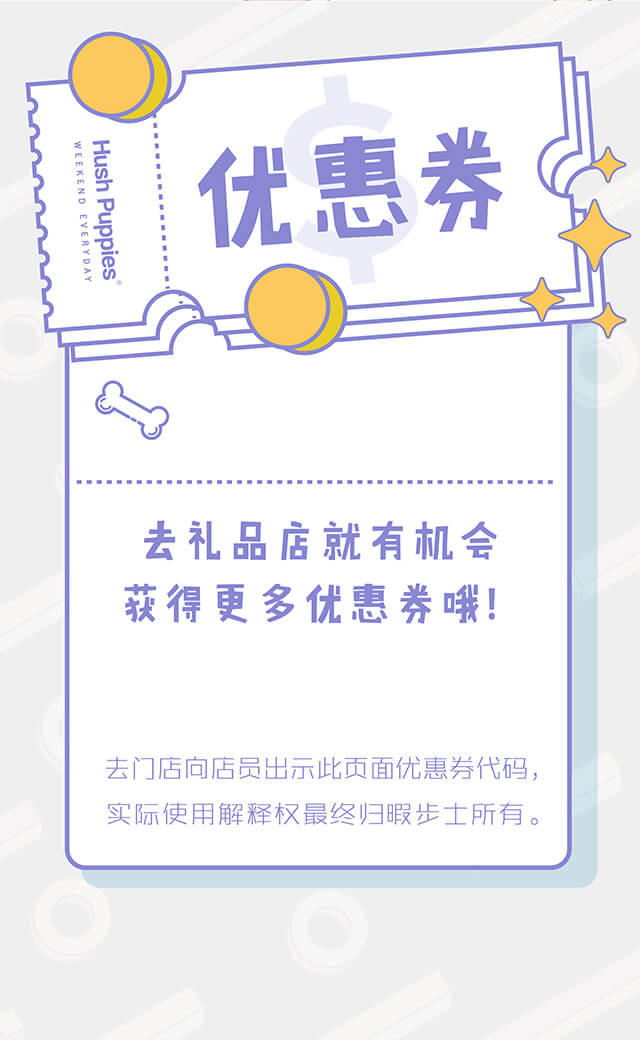 Hush Puppies®
WEEKEND EVERYDAY
优惠券
去礼品店就有机会
获得更多优惠券哦!
去门店向店员出示此页面优惠券代码，
实际使用解释权最终归暇步士所有。